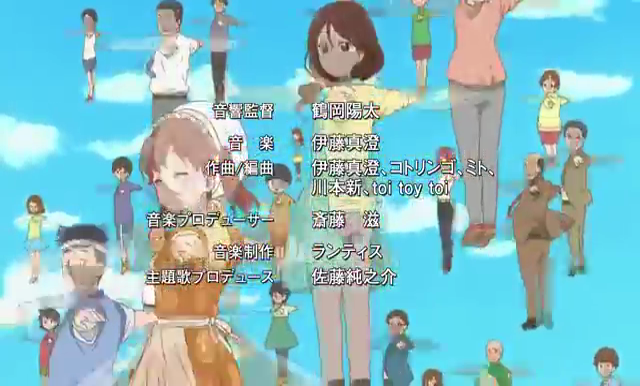 音響監督 鶴岡陽太
音 楽 伊藤真澄
作曲/編曲 伊藤真澄、コトリンゴ、ミト、
川本新、toi toy toi
音楽プロデューサー 斎藤 滋
音楽制作 ランティス
主題歌プロデュース 佐藤純之介